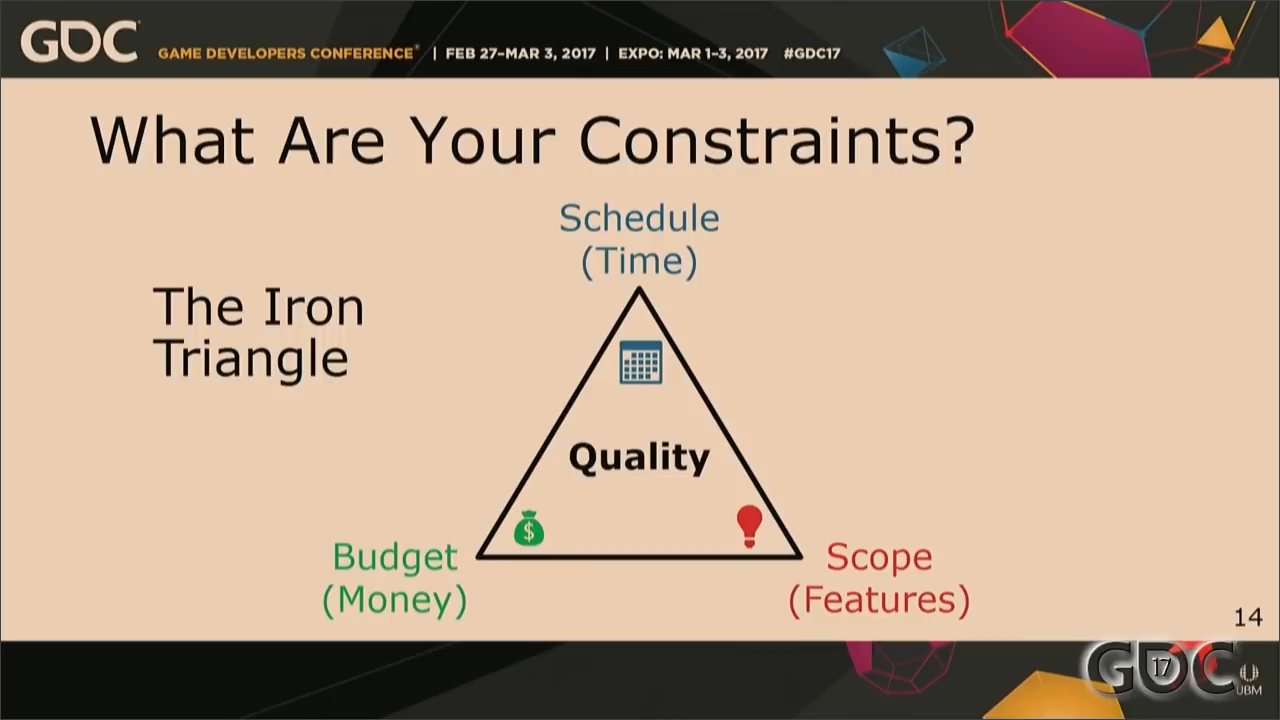 GDC GAME DEVELOPERS CONFERENCE® | FEB 27–MAR 3, 2017 | EXPO: MAR 1–3, 2017 #GDC17
What Are Your Constraints?
Schedule
(Time)
The Iron
Triangle
Quality
$
Budget
(Money)
Scope
(Features)
14
GDC 17
UBM